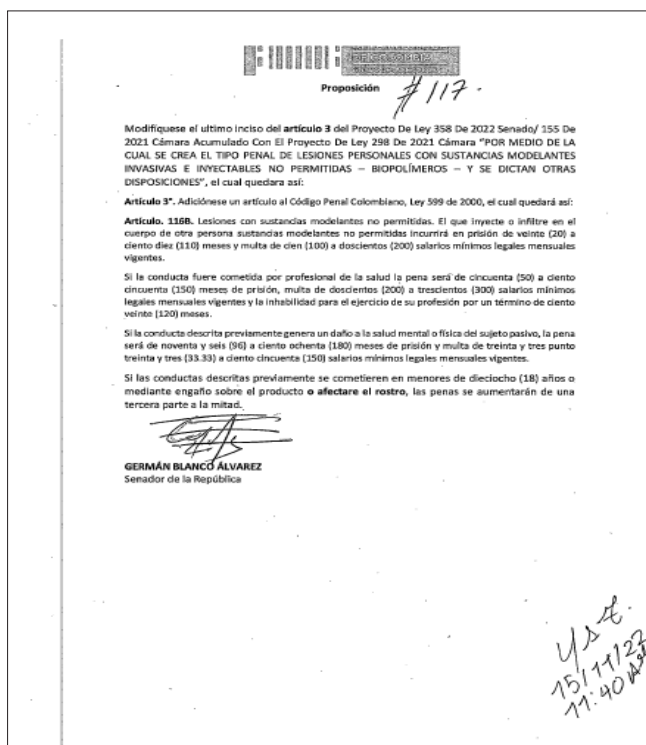 Proposición
#117.
Modifíquese el ultimo inciso del artículo 3 del Proyecto De Ley 358 De 2022 Senado/ 155 De
2021 Cámara Acumulado Con El Proyecto De Ley 298 De 2021 Cámara "POR MEDIO DE LA
CUAL SE CREA EL TIPO PENAL DE LESIONES PERSONALES CON SUSTANCIAS MODELANTES
INVASIVAS E INYECTABLES NO PERMITIDAS – BIOPOLÍMEROS – Y SE DICTAN OTRAS
DISPOSICIONES", el cual quedara así:
Artículo 3°. Adiciónese un artículo al Código Penal Colombiano, Ley 599 de 2000, el cual quedará así:
Artículo. 116B. Lesiones con sustancias modelantes no permitidas. El que inyecte o infiltre en el
cuerpo de otra persona sustancias modelantes no permitidas incurrirá en prisión de veinte (20) a
ciento diez (110) meses y multa de cien (100) a doscientos (200) salarios mínimos legales mensuales
vigentes.
Si la conducta fuere cometida por profesional de la salud la pena será de cincuenta (50) a ciento
cincuenta (150) meses de prisión, multa de doscientos (200) a trescientos (300) salarios mínimos
legales mensuales vigentes y la inhabilidad para el ejercicio de su profesión por un término de ciento
veinte (120) meses.
Si la conducta descrita previamente genera un daño a la salud mental o física del sujeto pasivo, la pena
será de noventa y seis (96) a ciento ochenta (180) meses de prisión y multa de treinta y tres punto
treinta y tres (33.33) a ciento cincuenta (150) salarios mínimos legales mensuales vigentes.
Si las conductas descritas previamente se cometieren en menores de dieciocho (18) años o
mediante engaño sobre el producto o afectare el rostro, las penas se aumentarán de una
tercera parte a la mitad.
GERMÁN BLANCO ÁLVAREZ
Senador de la República
15/11/22
11:40